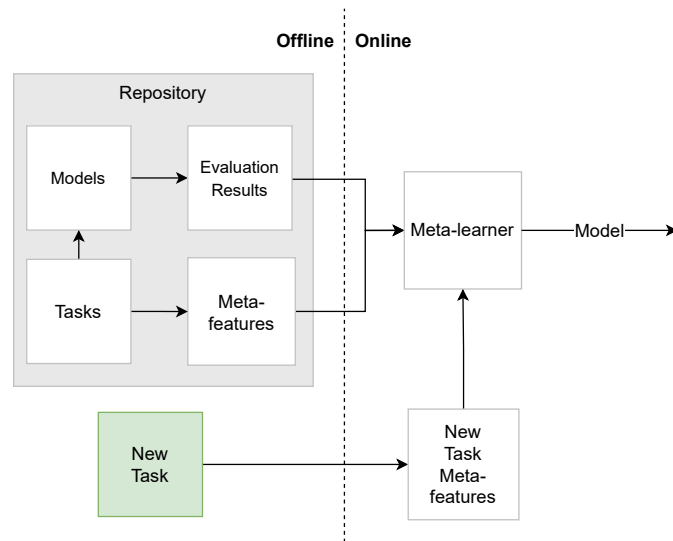 Offline
Online
Repository
Models
Evaluation
Results
Tasks
Meta-
features
Meta-learner
Model
New
Task
New
Task
Meta-
features